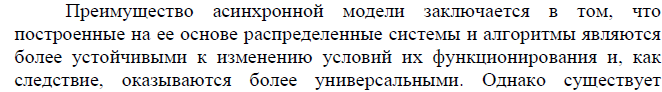 Преимущество асинхронной модели заключается в том, что
построенные на ее основе распределенные системы и алгоритмы являются
более устойчивыми к изменению условий их функционирования и, как
следствие, оказываются более универсальными. Однако существует